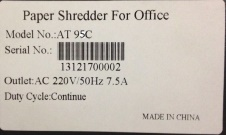 Paper Shredder For Office
Model No.:AT 95C
Serial No.:
13121700002
Outlet:AC 220V/50Hz 7.5A
Duty Cycle:Continue
MADE IN CHINA